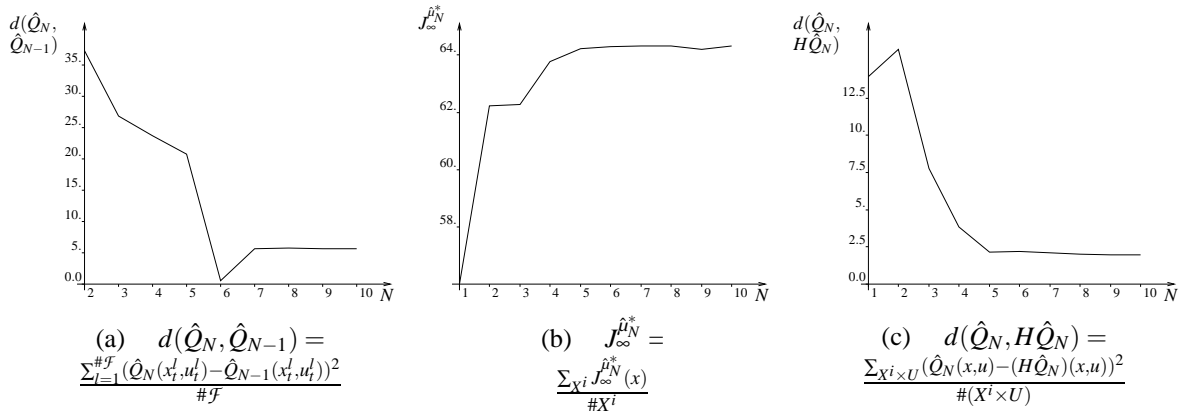 d(Q̂_N,
Q̂_{N−1})
35.
30.
25.
20.
15.
10.
5.
0.0
2 3 4 5 6 7 8 9 10 N
(a) d(Q̂_N, Q̂_{N−1}) =
∑_{l=1}^{#𝓕} (Q̂_N(x_t^l,u_t^l)−Q̂_{N−1}(x_t^l,u_t^l))²
#𝓕
J_∞^{μ̂*_N}
64.
62.
60.
58.
1 2 3 4 5 6 7 8 9 10 N
(b) J_∞^{μ̂*_N} =
∑_{X^i} J_∞^{μ̂*_N}(x)
#X^i
d(Q̂_N,
HQ̂_N)
12.5
10.
7.5
5.
2.5
0.0
1 2 3 4 5 6 7 8 9 10 N
(c) d(Q̂_N, HQ̂_N) =
∑_{X^i×U} (Q̂_N(x,u)−(HQ̂_N)(x,u))²
#(X^i×U)